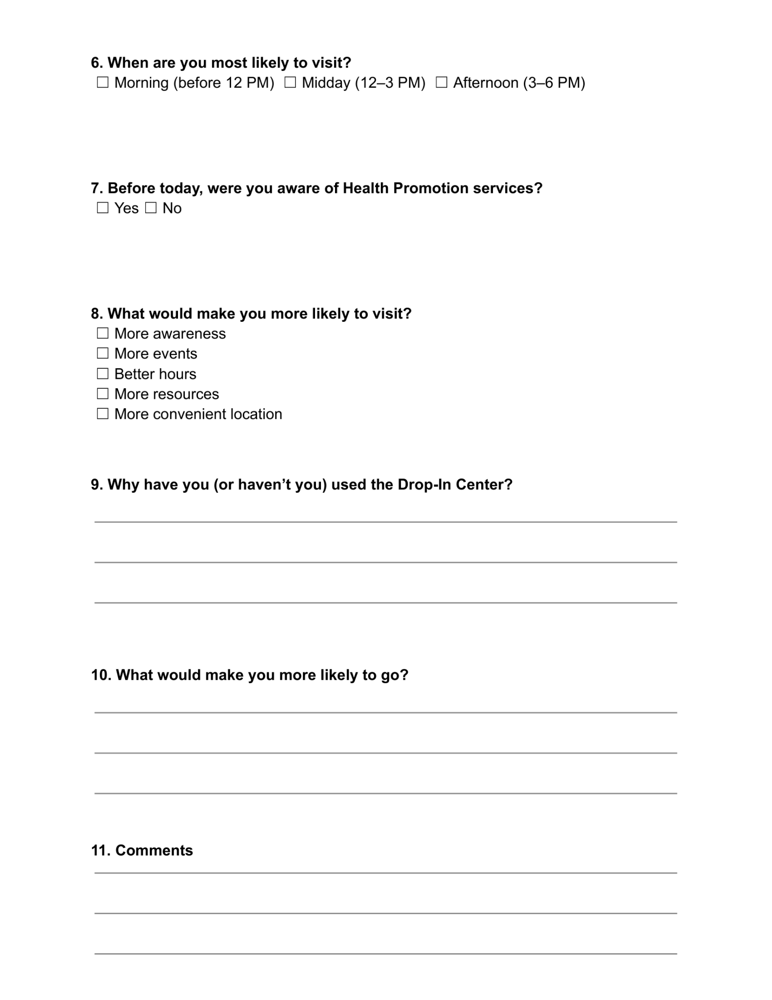 6. When are you most likely to visit?
☐ Morning (before 12 PM) ☐ Midday (12–3 PM) ☐ Afternoon (3–6 PM)
7. Before today, were you aware of Health Promotion services?
☐ Yes ☐ No
8. What would make you more likely to visit?
☐ More awareness
☐ More events
☐ Better hours
☐ More resources
☐ More convenient location
9. Why have you (or haven’t you) used the Drop-In Center?
10. What would make you more likely to go?
11. Comments